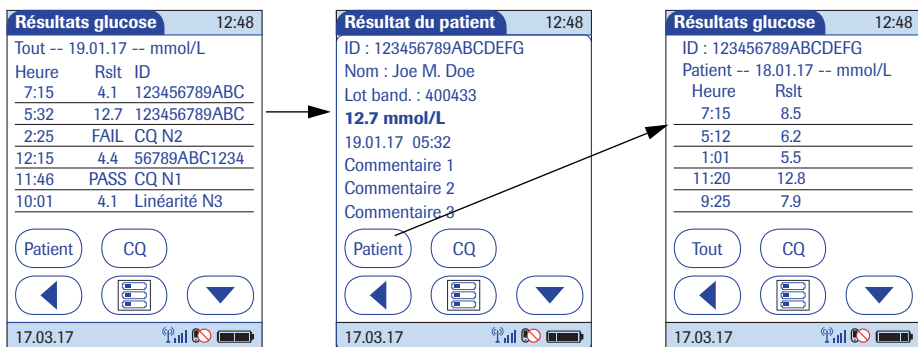 Résultats glucose 12:48
Tout -- 19.01.17 -- mmol/L
Heure Rslt ID
7:15 4.1 123456789ABC
5:32 12.7 123456789ABC
2:25 FAIL CQ N2
12:15 4.4 56789ABC1234
11:46 PASS CQ N1
10:01 4.1 Linéarité N3
Patient CQ
17.03.17
Résultat du patient 12:48
ID : 123456789ABCDEFG
Nom : Joe M. Doe
Lot band. : 400433
12.7 mmol/L
19.01.17 05:32
Commentaire 1
Commentaire 2
Commentaire 3
Patient CQ
17.03.17
Résultats glucose 12:48
ID : 123456789ABCDEFG
Patient -- 18.01.17 -- mmol/L
Heure Rslt
7:15 8.5
5:12 6.2
1:01 5.5
11:20 12.8
9:25 7.9
Tout CQ
17.03.17